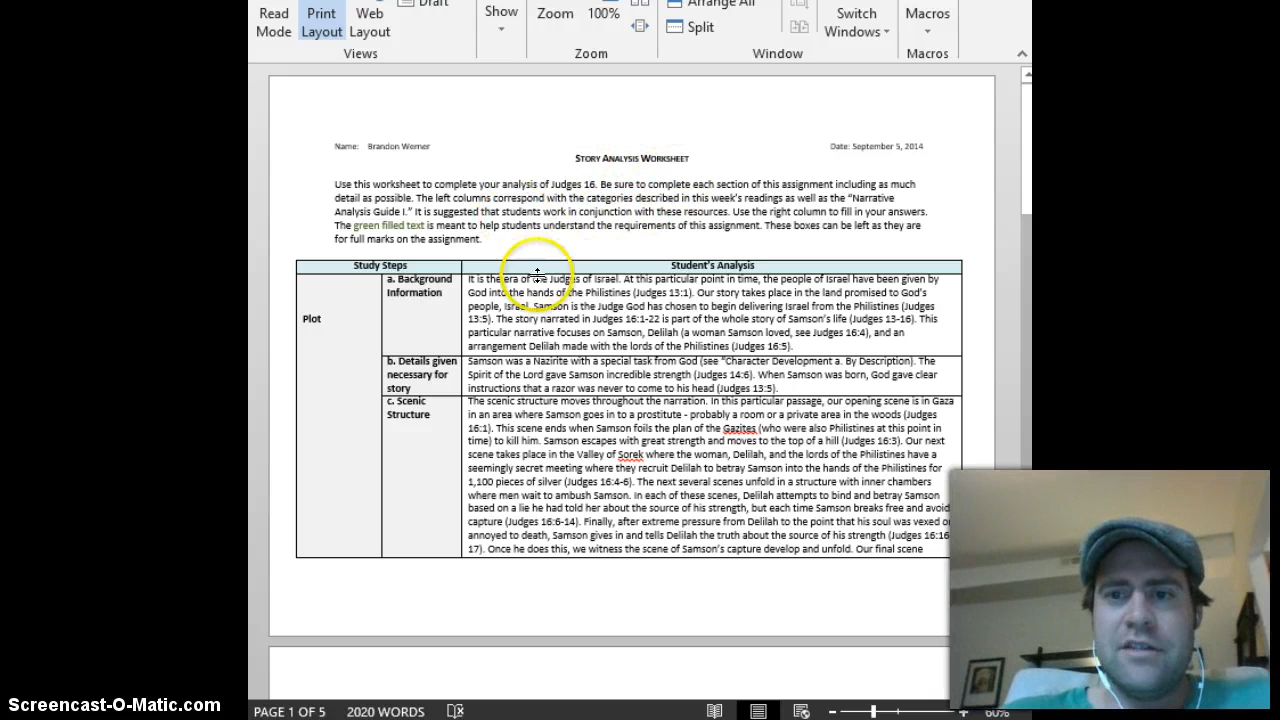 Draft
Arrange All
Read Mode
Print Layout
Web Layout
Show
Zoom
100%
Split
Switch Windows
Macros
Views
Zoom
Window
Macros
Name: Brandon Werner
Date: September 5, 2014
STORY ANALYSIS WORKSHEET
Use this worksheet to complete your analysis of Judges 16. Be sure to complete each section of this assignment including as much
detail as possible. The left columns correspond with the categories described in this week's readings as well as the "Narrative
Analysis Guide I." It is suggested that students work in conjunction with these resources. Use the right column to fill in your answers.
The green filled text is meant to help students understand the requirements of this assignment. These boxes can be left as they are
for full marks on the assignment.
Study Steps
Student's Analysis
Plot
a. Background
Information
It is the era of the Judges of Israel. At this particular point in time, the people of Israel have been given by
God into the hands of the Philistines (Judges 13:1). Our story takes place in the land promised to God's
people, Israel. Samson is the Judge God has chosen to begin delivering Israel from the Philistines (Judges
13:5). The story narrated in Judges 16:1-22 is part of the whole story of Samson's life (Judges 13-16). This
particular narrative focuses on Samson, Delilah (a woman Samson loved, see Judges 16:4), and an
arrangement Delilah made with the lords of the Philistines (Judges 16:5).
b. Details given
necessary for
story
Samson was a Nazirite with a special task from God (see "Character Development a. By Description). The
Spirit of the Lord gave Samson incredible strength (Judges 14:6). When Samson was born, God gave clear
instructions that a razor was never to come to his head (Judges 13:5).
c. Scenic
Structure
The scenic structure moves throughout the narration. In this particular passage, our opening scene is in Gaza
in an area where Samson goes in to a prostitute - probably a room or a private area in the woods (Judges
16:1). This scene ends when Samson foils the plan of the Gazites (who were also Philistines at this point in
time) to kill him. Samson escapes with great strength and moves to the top of a hill (Judges 16:3). Our next
scene takes place in the Valley of Sorek where the woman, Delilah, and the lords of the Philistines have a
seemingly secret meeting where they recruit Delilah to betray Samson into the hands of the Philistines for
1,100 pieces of silver (Judges 16:4-6). The next several scenes unfold in a structure with inner chambers
where men wait to ambush Samson. In each of these scenes, Delilah attempts to bind and betray Samson
based on a lie he had told her about the source of his strength, but each time Samson breaks free and avoid
capture (Judges 16:6-14). Finally, after extreme pressure from Delilah to the point that his soul was vexed or
annoyed to death, Samson gives in and tells Delilah the truth about the source of his strength (Judges 16:16
17). Once he does this, we witness the scene of Samson's capture develop and unfold. Our final scene
PAGE 1 OF 5
2020 WORDS
60%
Screencast-O-Matic.com